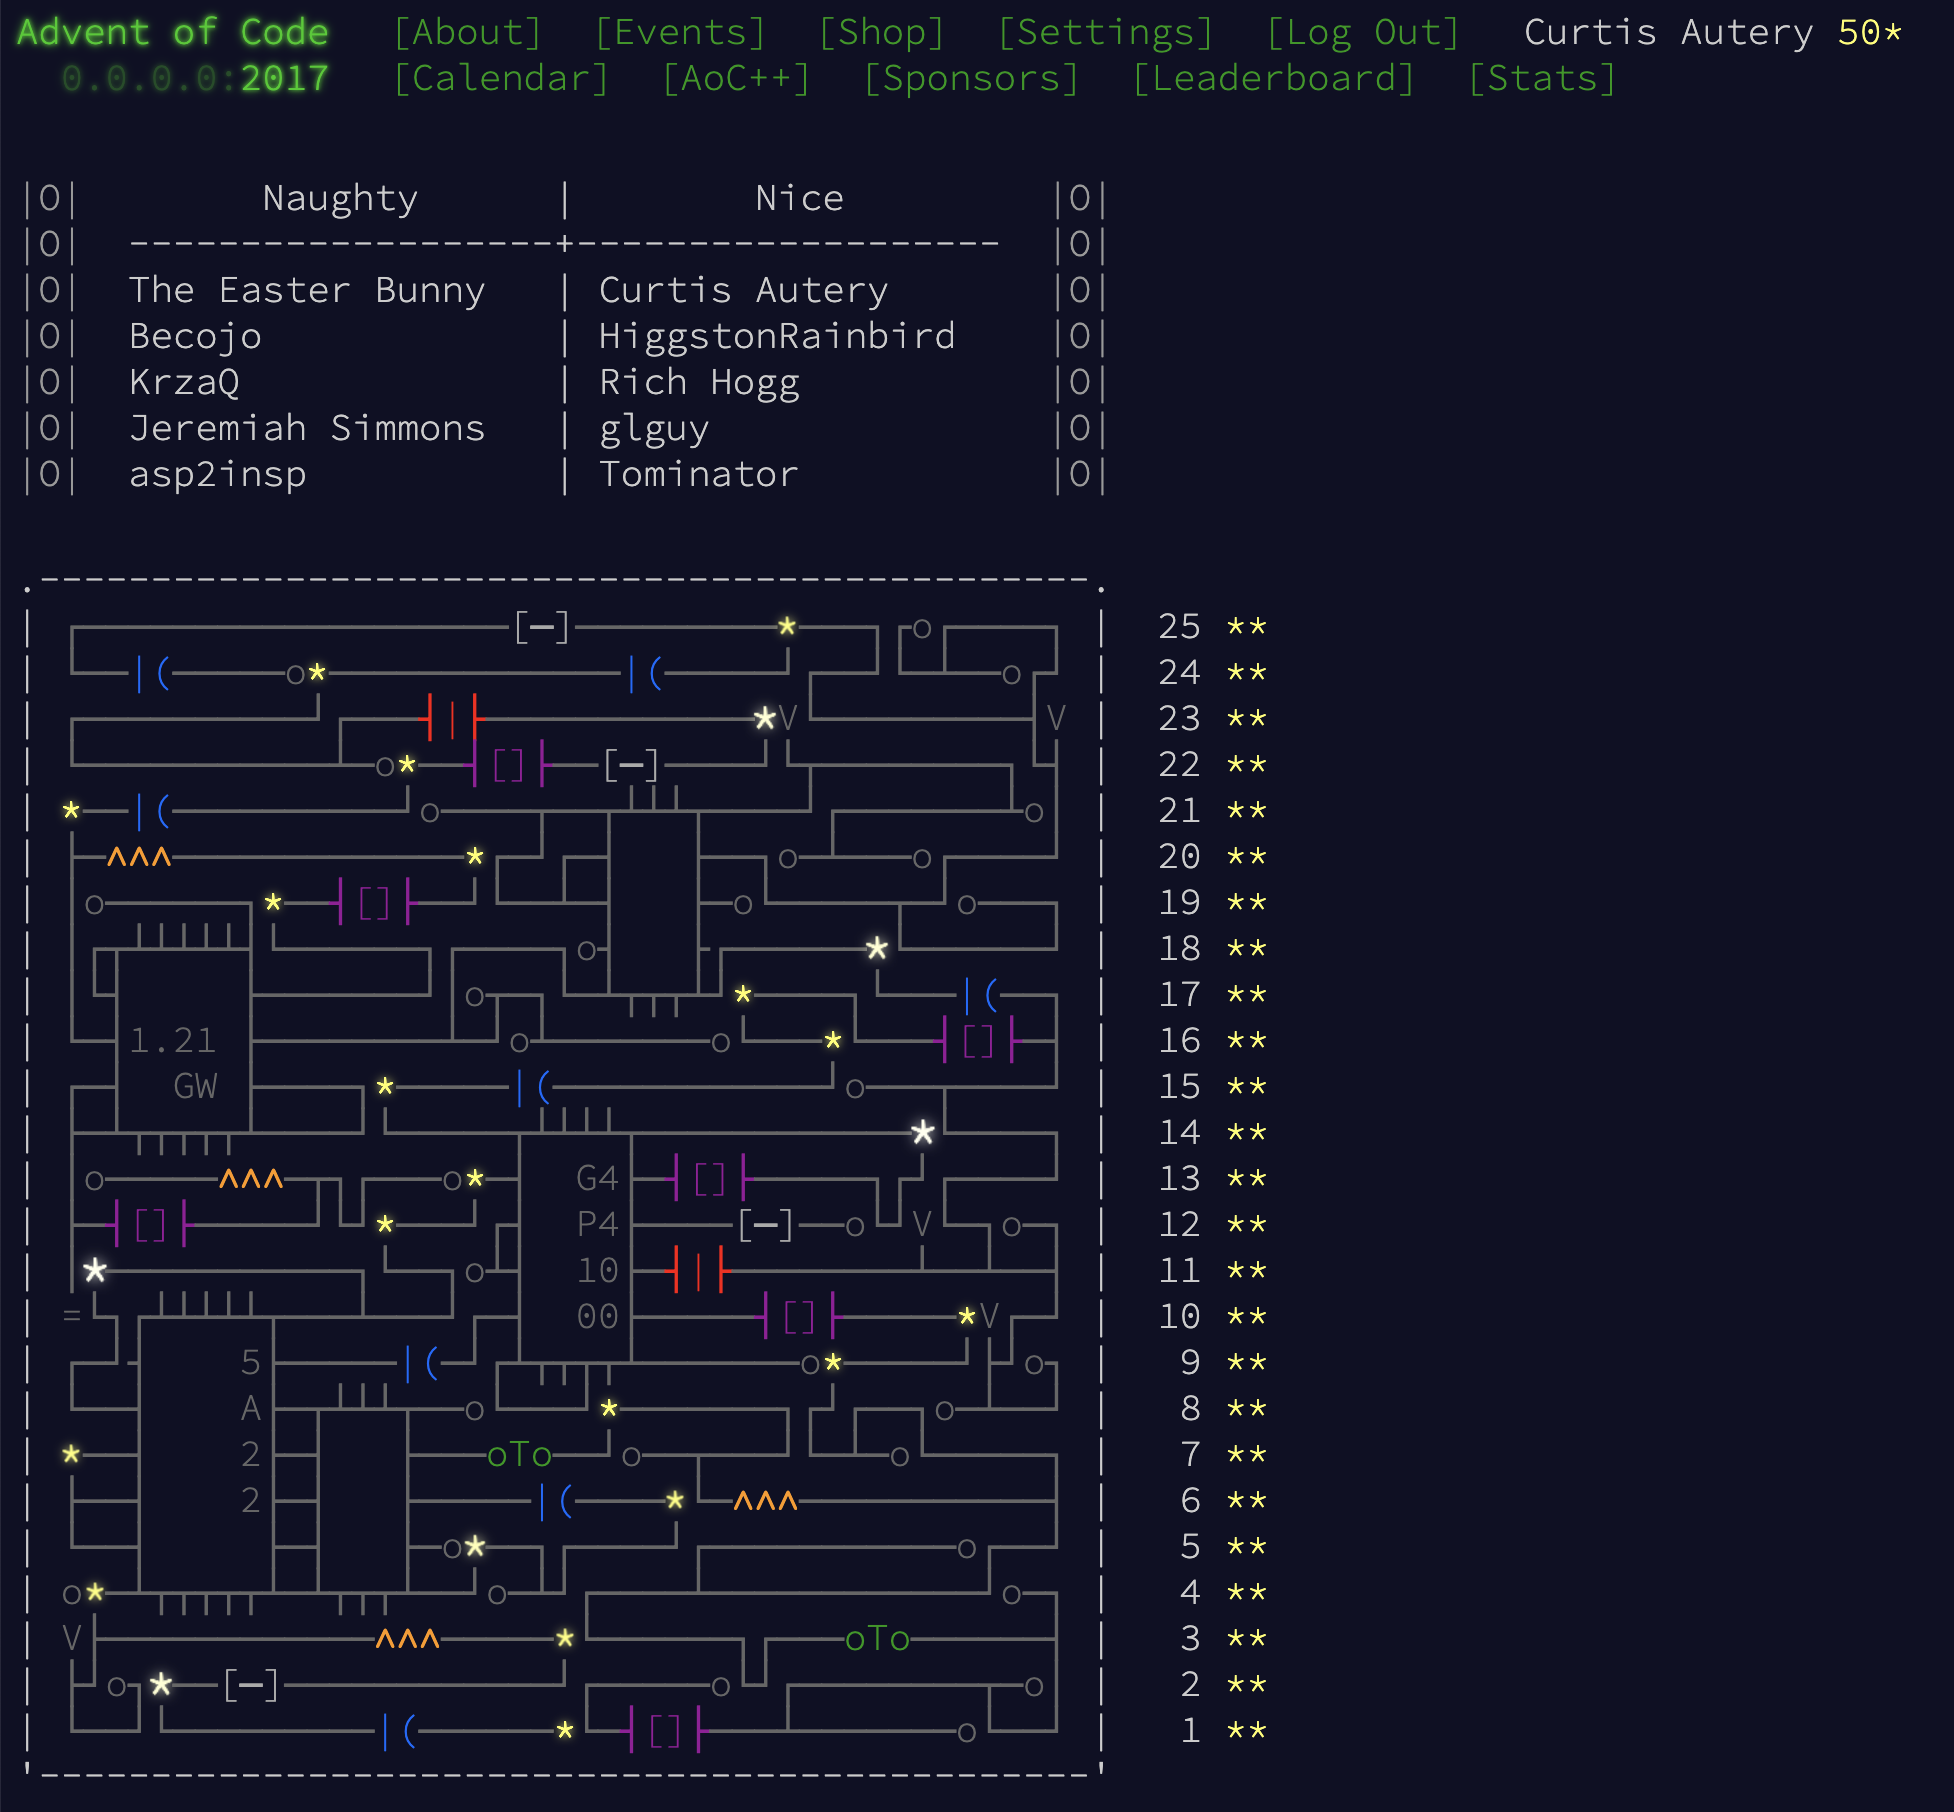 Advent of Code [About] [Events] [Shop] [Settings] [Log Out] Curtis Autery 50*
0.0.0.0:2017 [Calendar] [AoC++] [Sponsors] [Leaderboard] [Stats]
|O| Naughty | Nice |O|
|O| -------------------+------------------- |O|
|O| The Easter Bunny | Curtis Autery |O|
|O| Becojo | HiggstonRainbird |O|
|O| KrzaQ | Rich Hogg |O|
|O| Jeremiah Simmons | glguy |O|
|O| asp2insp | Tominator |O|
25 **
24 **
23 **
22 **
21 **
20 **
19 **
18 **
17 **
1.21 16 **
GW 15 **
14 **
G4 13 **
P4 12 **
10 11 **
00 10 **
5 9 **
A 8 **
2 oTo 7 **
2 6 **
5 **
4 **
oTo 3 **
2 **
1 **